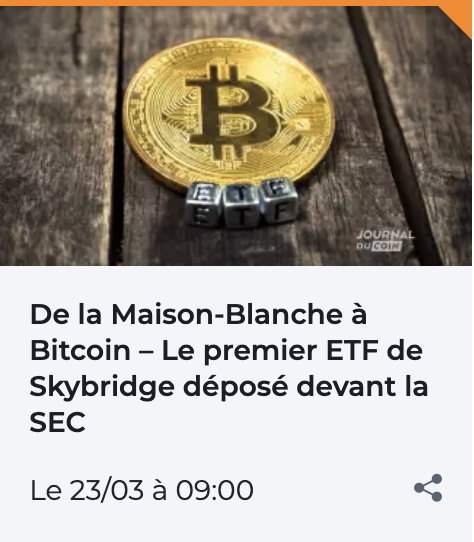 B
E T F
E T F
JOURNAL
DU COIN
De la Maison-Blanche à
Bitcoin – Le premier ETF de
Skybridge déposé devant la
SEC
Le 23/03 à 09:00